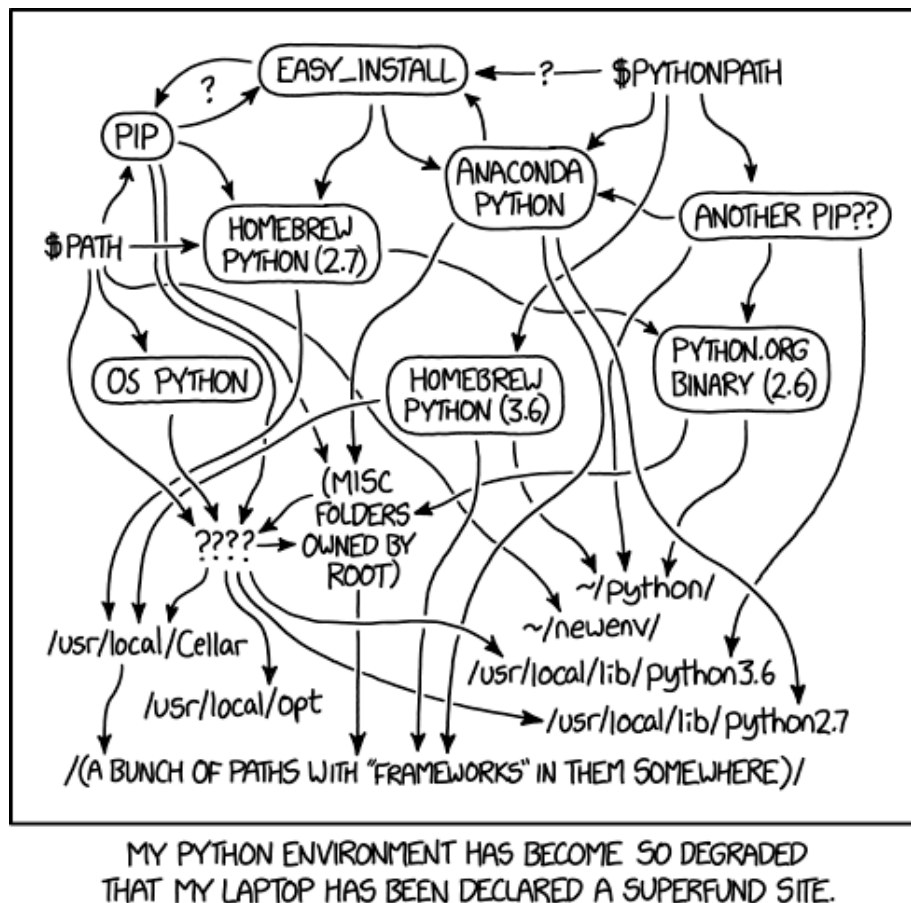 EASY_INSTALL
?
$PYTHONPATH
?
PIP
ANACONDA
PYTHON
ANOTHER PIP??
HOMEBREW
PYTHON (2.7)
$PATH
OS PYTHON
HOMEBREW
PYTHON (3.6)
PYTHON.ORG
BINARY (2.6)
(MISC
FOLDERS
OWNED BY
ROOT)
????
~/python/
~/newenv/
/usr/local/Cellar
/usr/local/lib/python3.6
/usr/local/opt
/usr/local/lib/python2.7
/(A BUNCH OF PATHS WITH "FRAMEWORKS" IN THEM SOMEWHERE)/
MY PYTHON ENVIRONMENT HAS BECOME SO DEGRADED
THAT MY LAPTOP HAS BEEN DECLARED A SUPERFUND SITE.